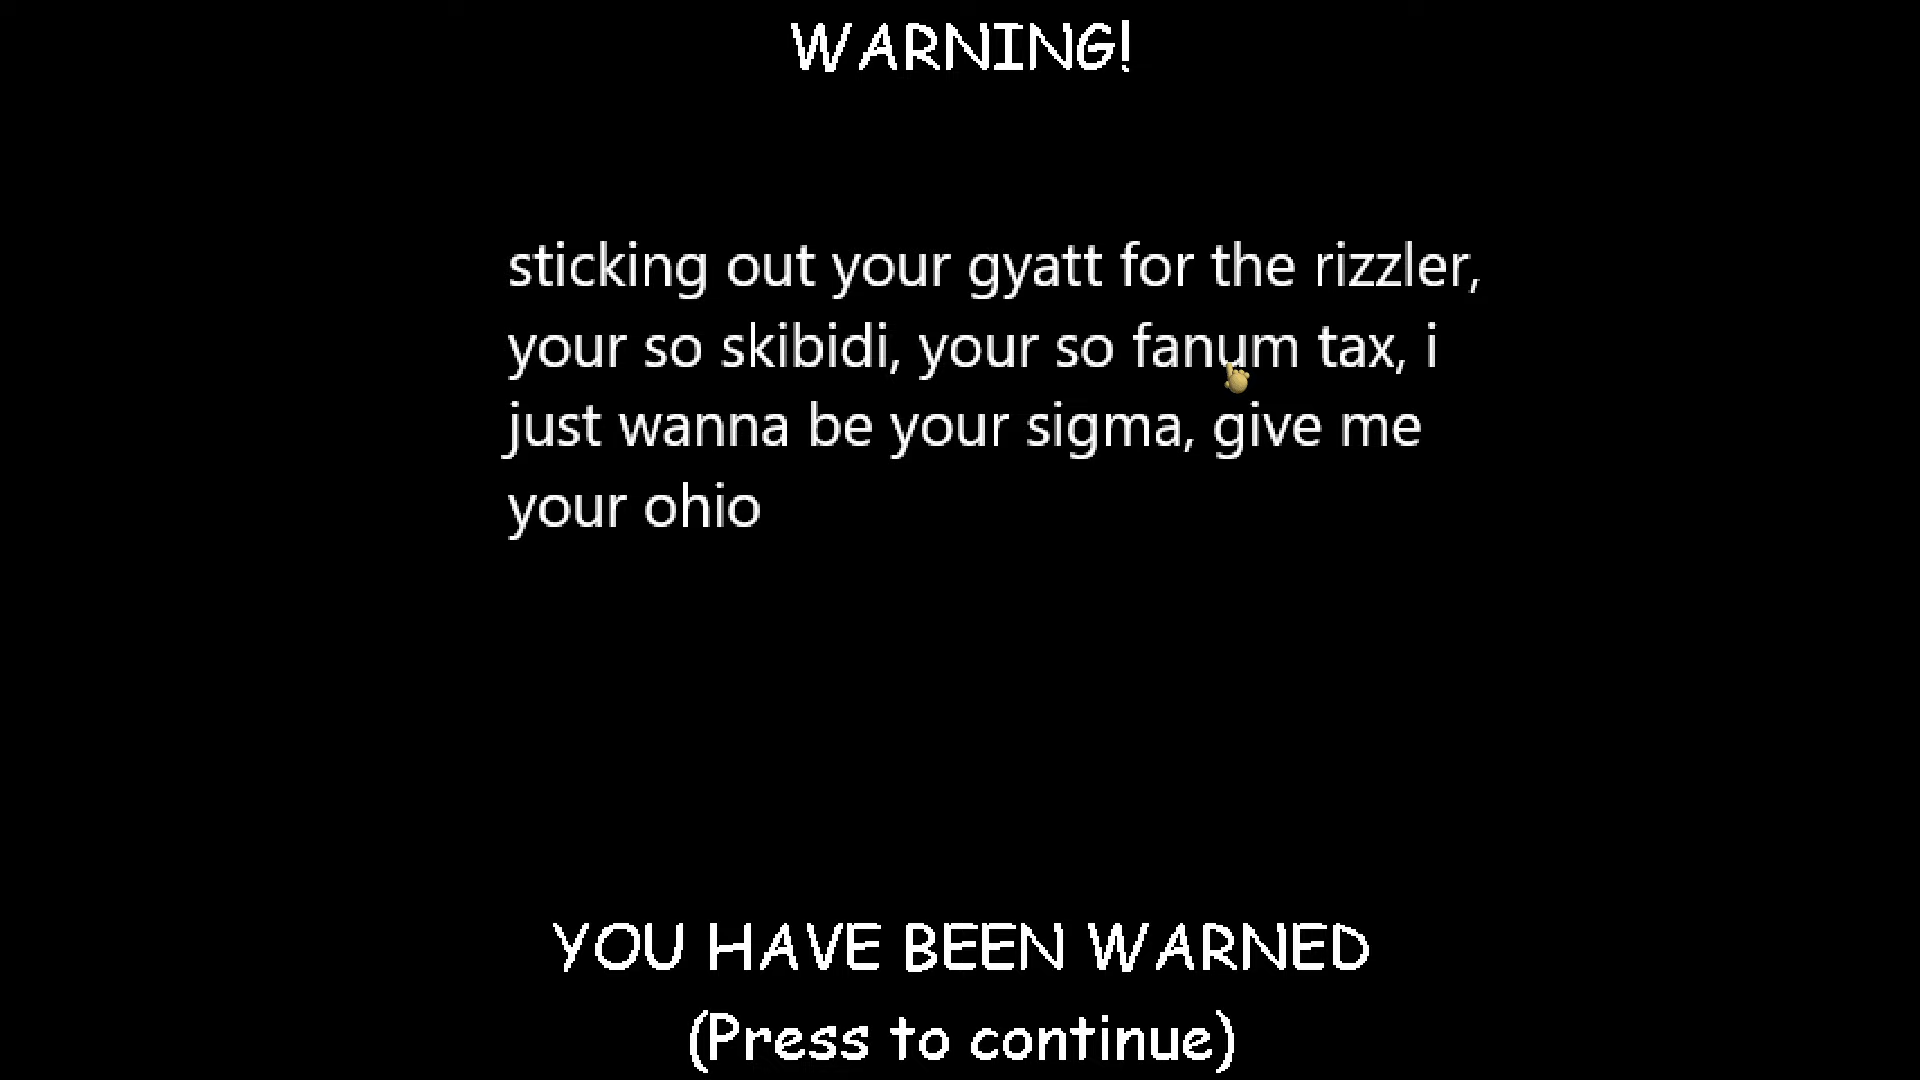 WARNING!
sticking out your gyatt for the rizzler,
your so skibidi, your so fanum tax, i
just wanna be your sigma, give me
your ohio
YOU HAVE BEEN WARNED
(Press to continue)